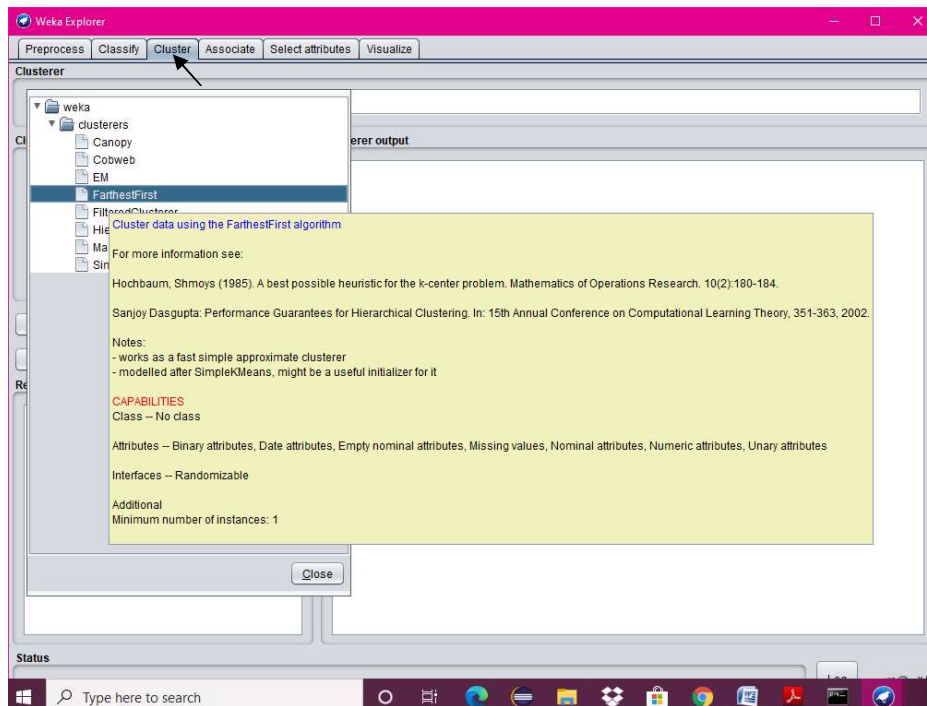 Weka Explorer
Preprocess Classify Cluster Associate Select attributes Visualize
Clusterer
weka
clusterers
Cl
erer output
Canopy
Cobweb
EM
FarthestFirst
FilteredClusterer
Hie
Ma
Sin
Cluster data using the FarthestFirst algorithm
For more information see:
Hochbaum, Shmoys (1985). A best possible heuristic for the k-center problem. Mathematics of Operations Research. 10(2):180-184.
Sanjoy Dasgupta: Performance Guarantees for Hierarchical Clustering. In: 15th Annual Conference on Computational Learning Theory, 351-363, 2002.
Notes:
- works as a fast simple approximate clusterer
- modelled after SimpleKMeans, might be a useful initializer for it
Re
CAPABILITIES
Class -- No class
Attributes -- Binary attributes, Date attributes, Empty nominal attributes, Missing values, Nominal attributes, Numeric attributes, Unary attributes
Interfaces -- Randomizable
Additional
Minimum number of instances: 1
Close
Status
Type here to search